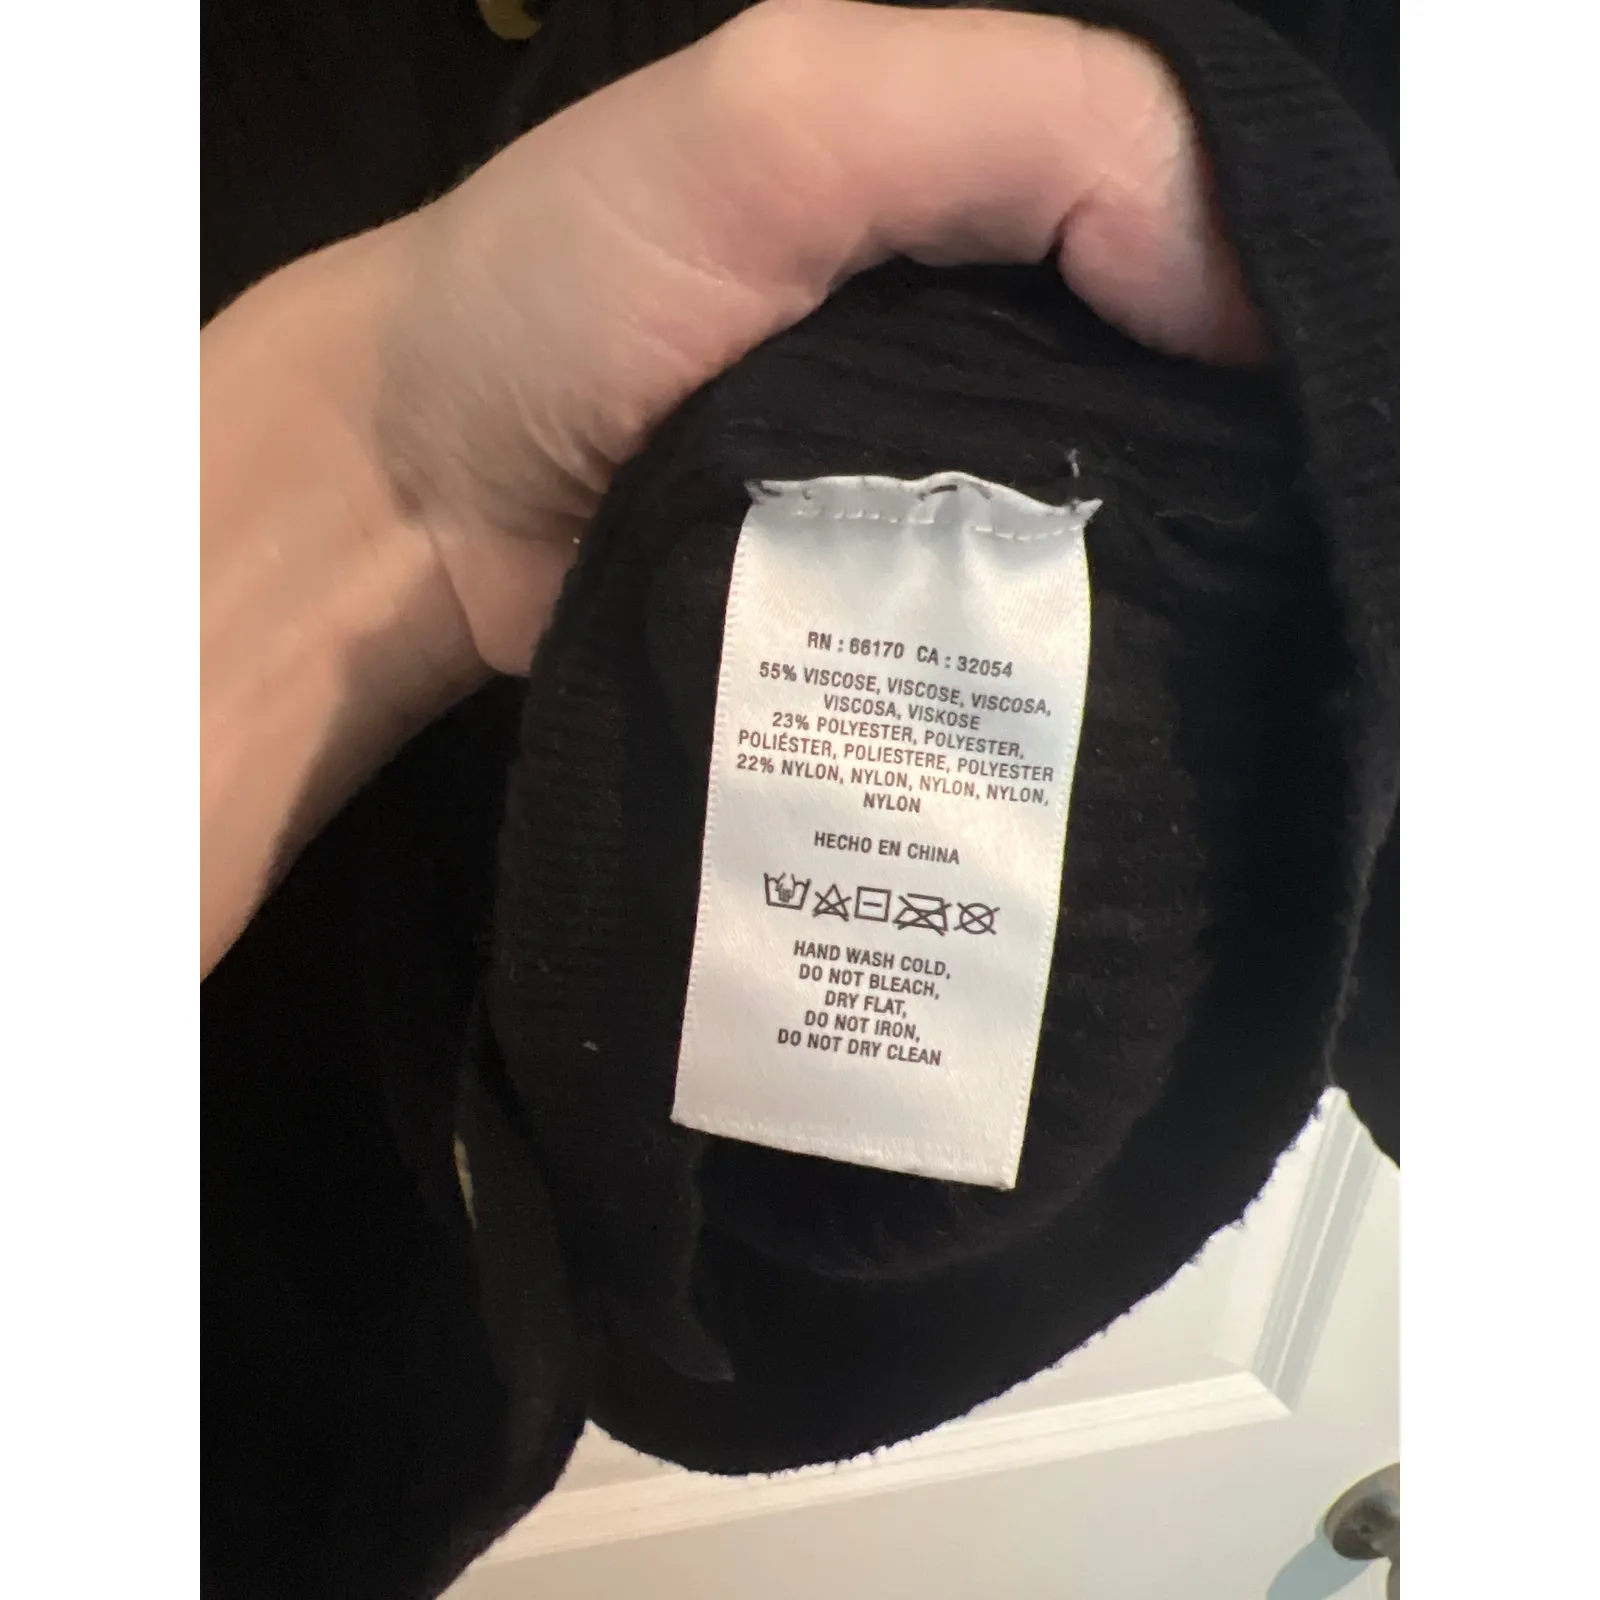 RN : 66170 CA : 32054
55% VISCOSE, VISCOSE, VISCOSA,
VISCOSA, VISKOSE
23% POLYESTER, POLYESTER,
POLIÉSTER, POLIESTERE, POLYESTER
22% NYLON, NYLON, NYLON, NYLON,
NYLON
HECHO EN CHINA
HAND WASH COLD,
DO NOT BLEACH,
DRY FLAT,
DO NOT IRON,
DO NOT DRY CLEAN